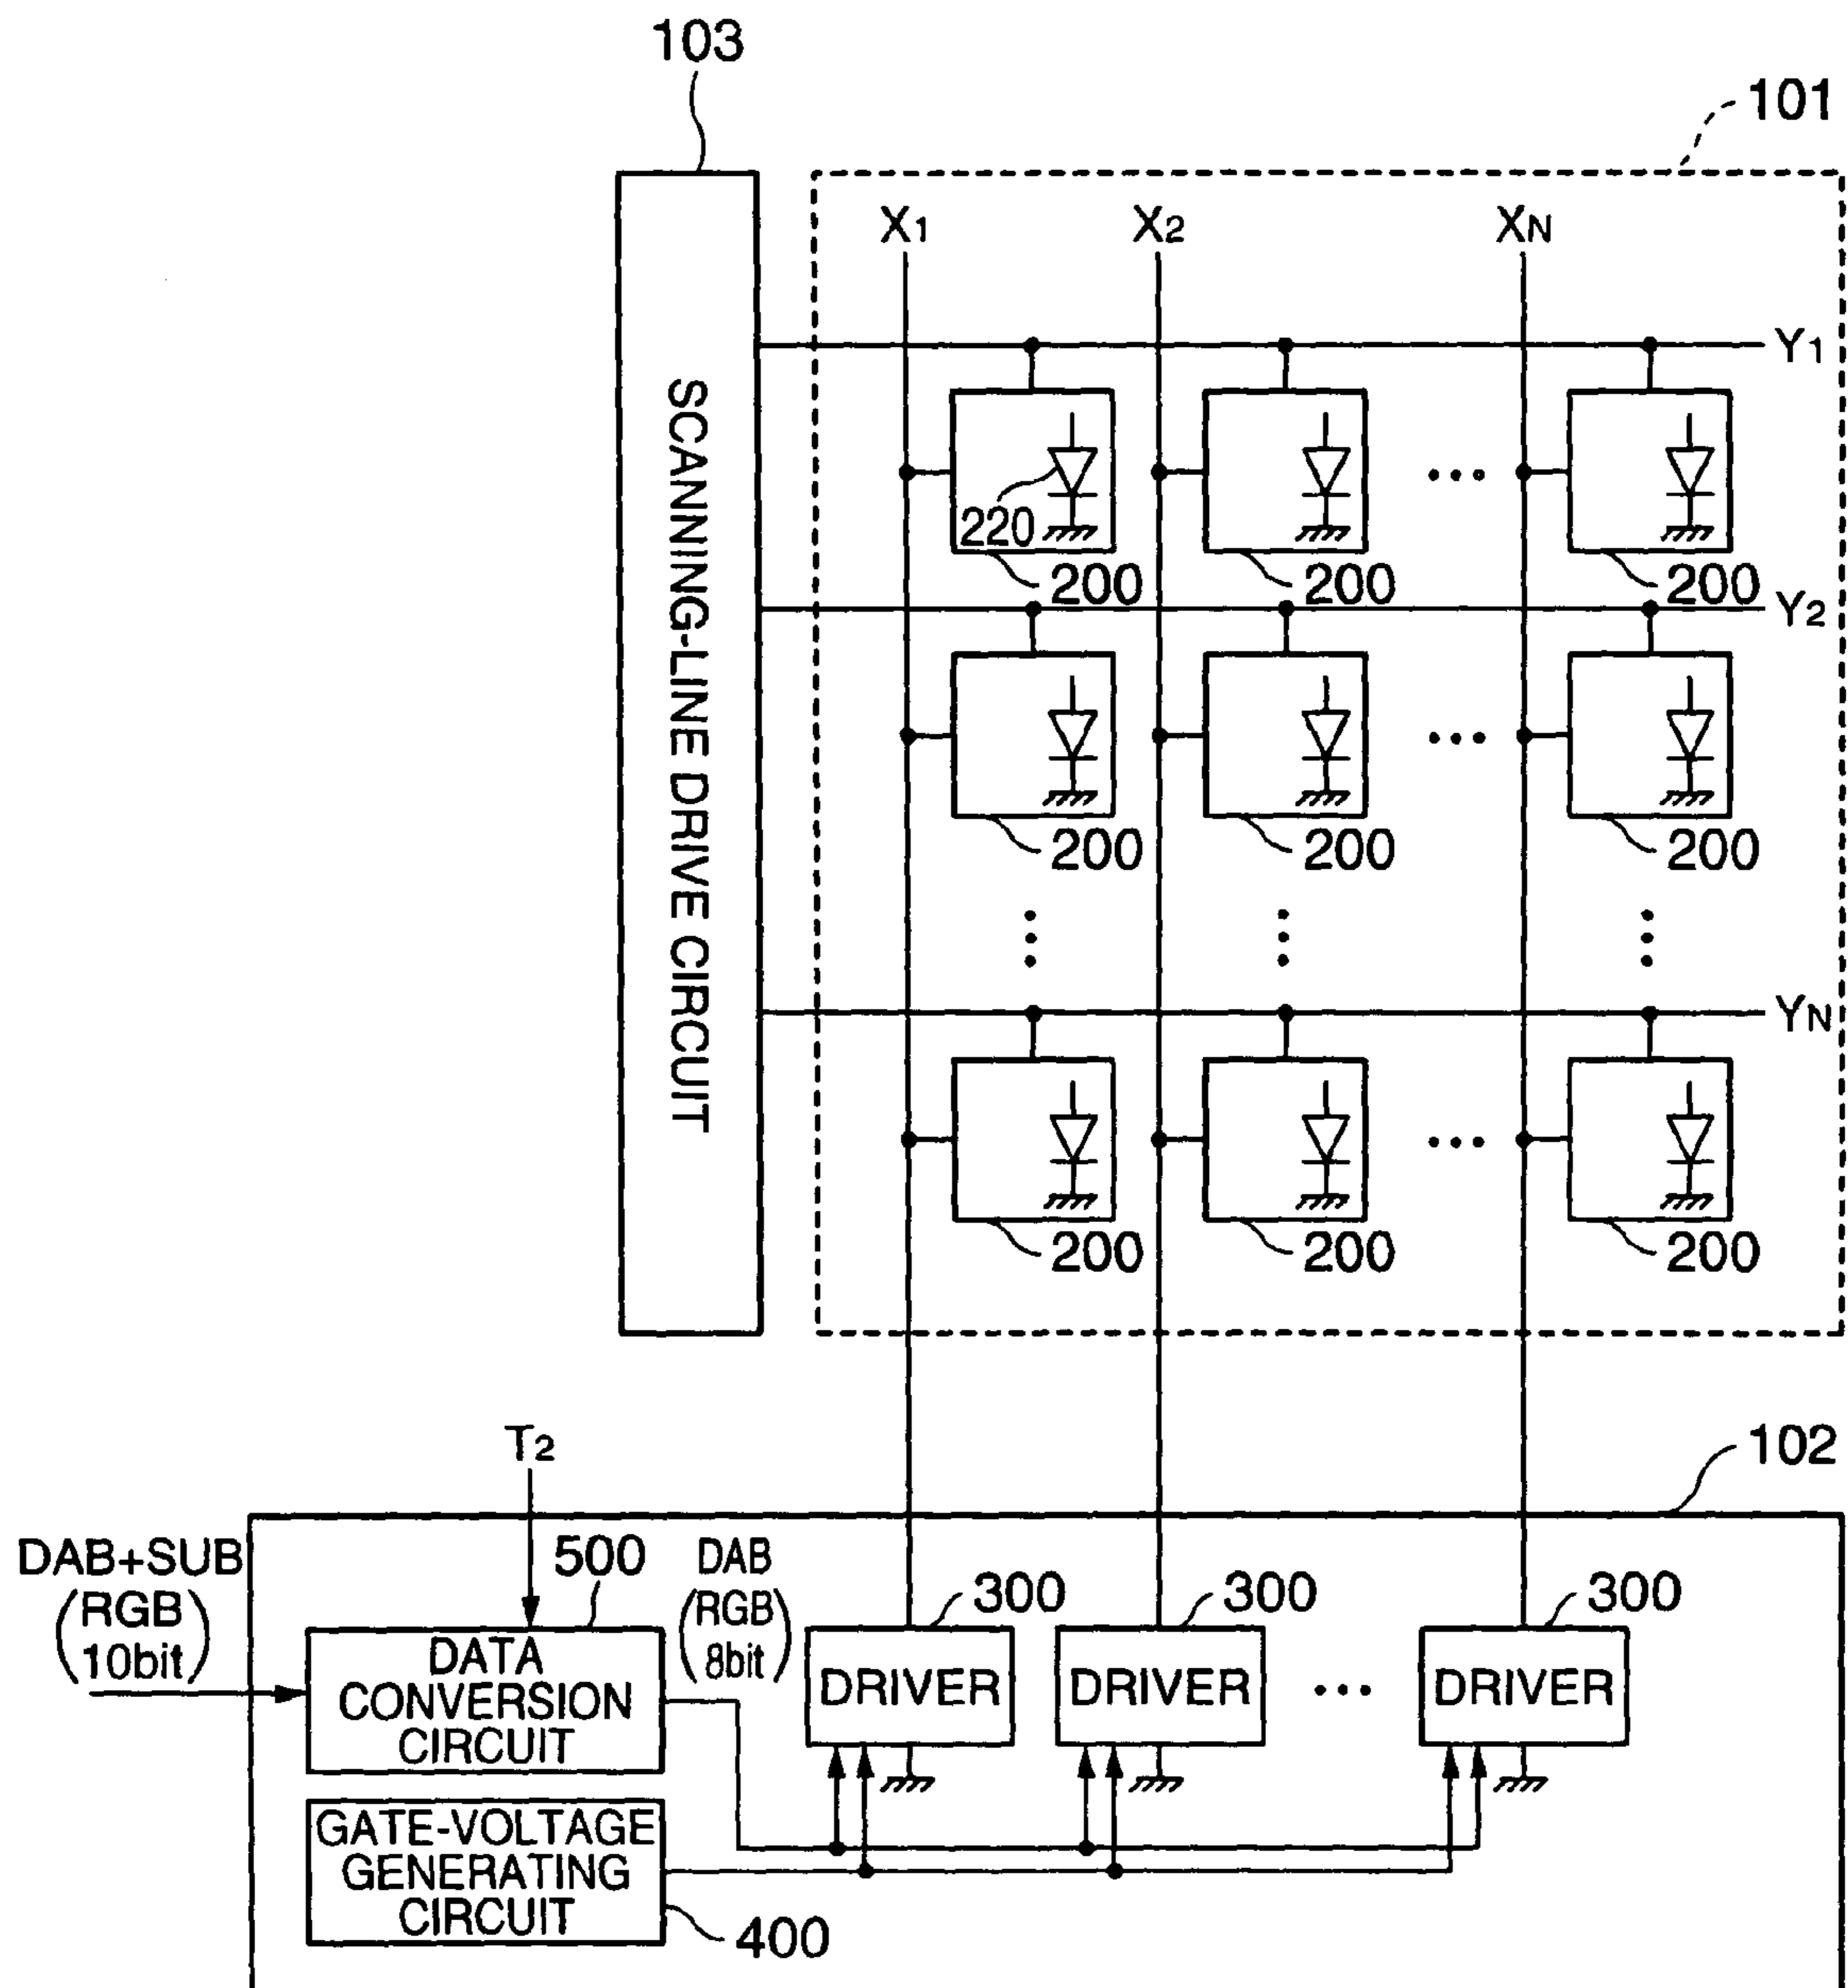 103
101
X1 X2 XN
Y1
220
200 200 200
Y2
200 200 200
YN
200 200 200
SCANNING-LINE DRIVE CIRCUIT
T2
102
DAB+SUB
(RGB
10bit)
500
DAB
(RGB
8bit)
300 300 300
DATA
CONVERSION
CIRCUIT
DRIVER DRIVER ... DRIVER
GATE-VOLTAGE
GENERATING
CIRCUIT
400